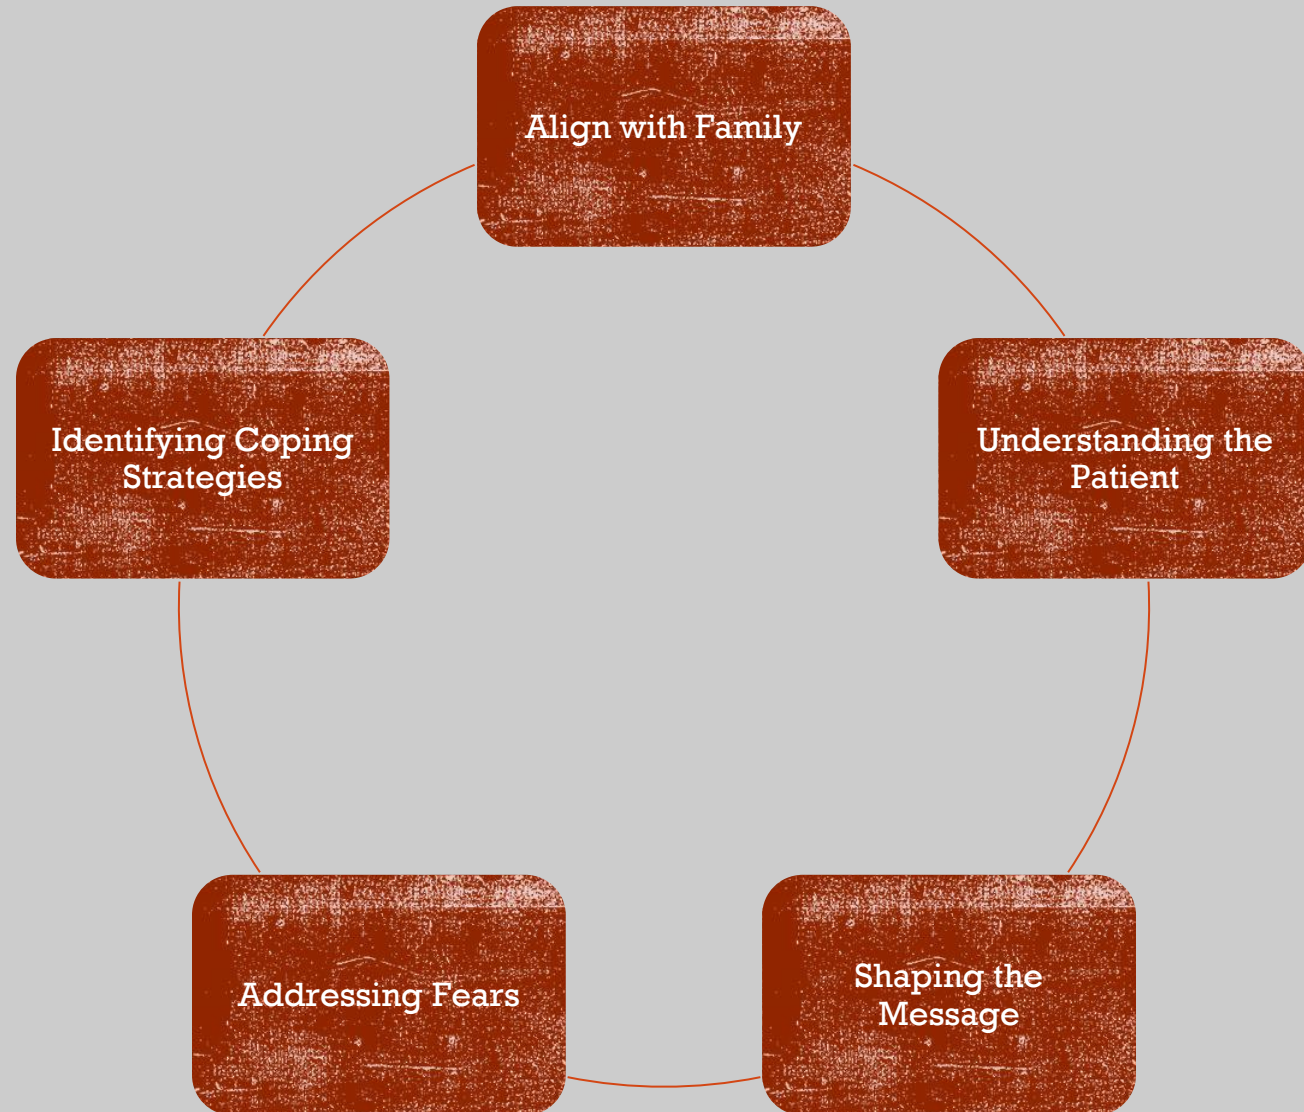 Align with Family
Understanding the
Patient
Shaping the
Message
Addressing Fears
Identifying Coping
Strategies